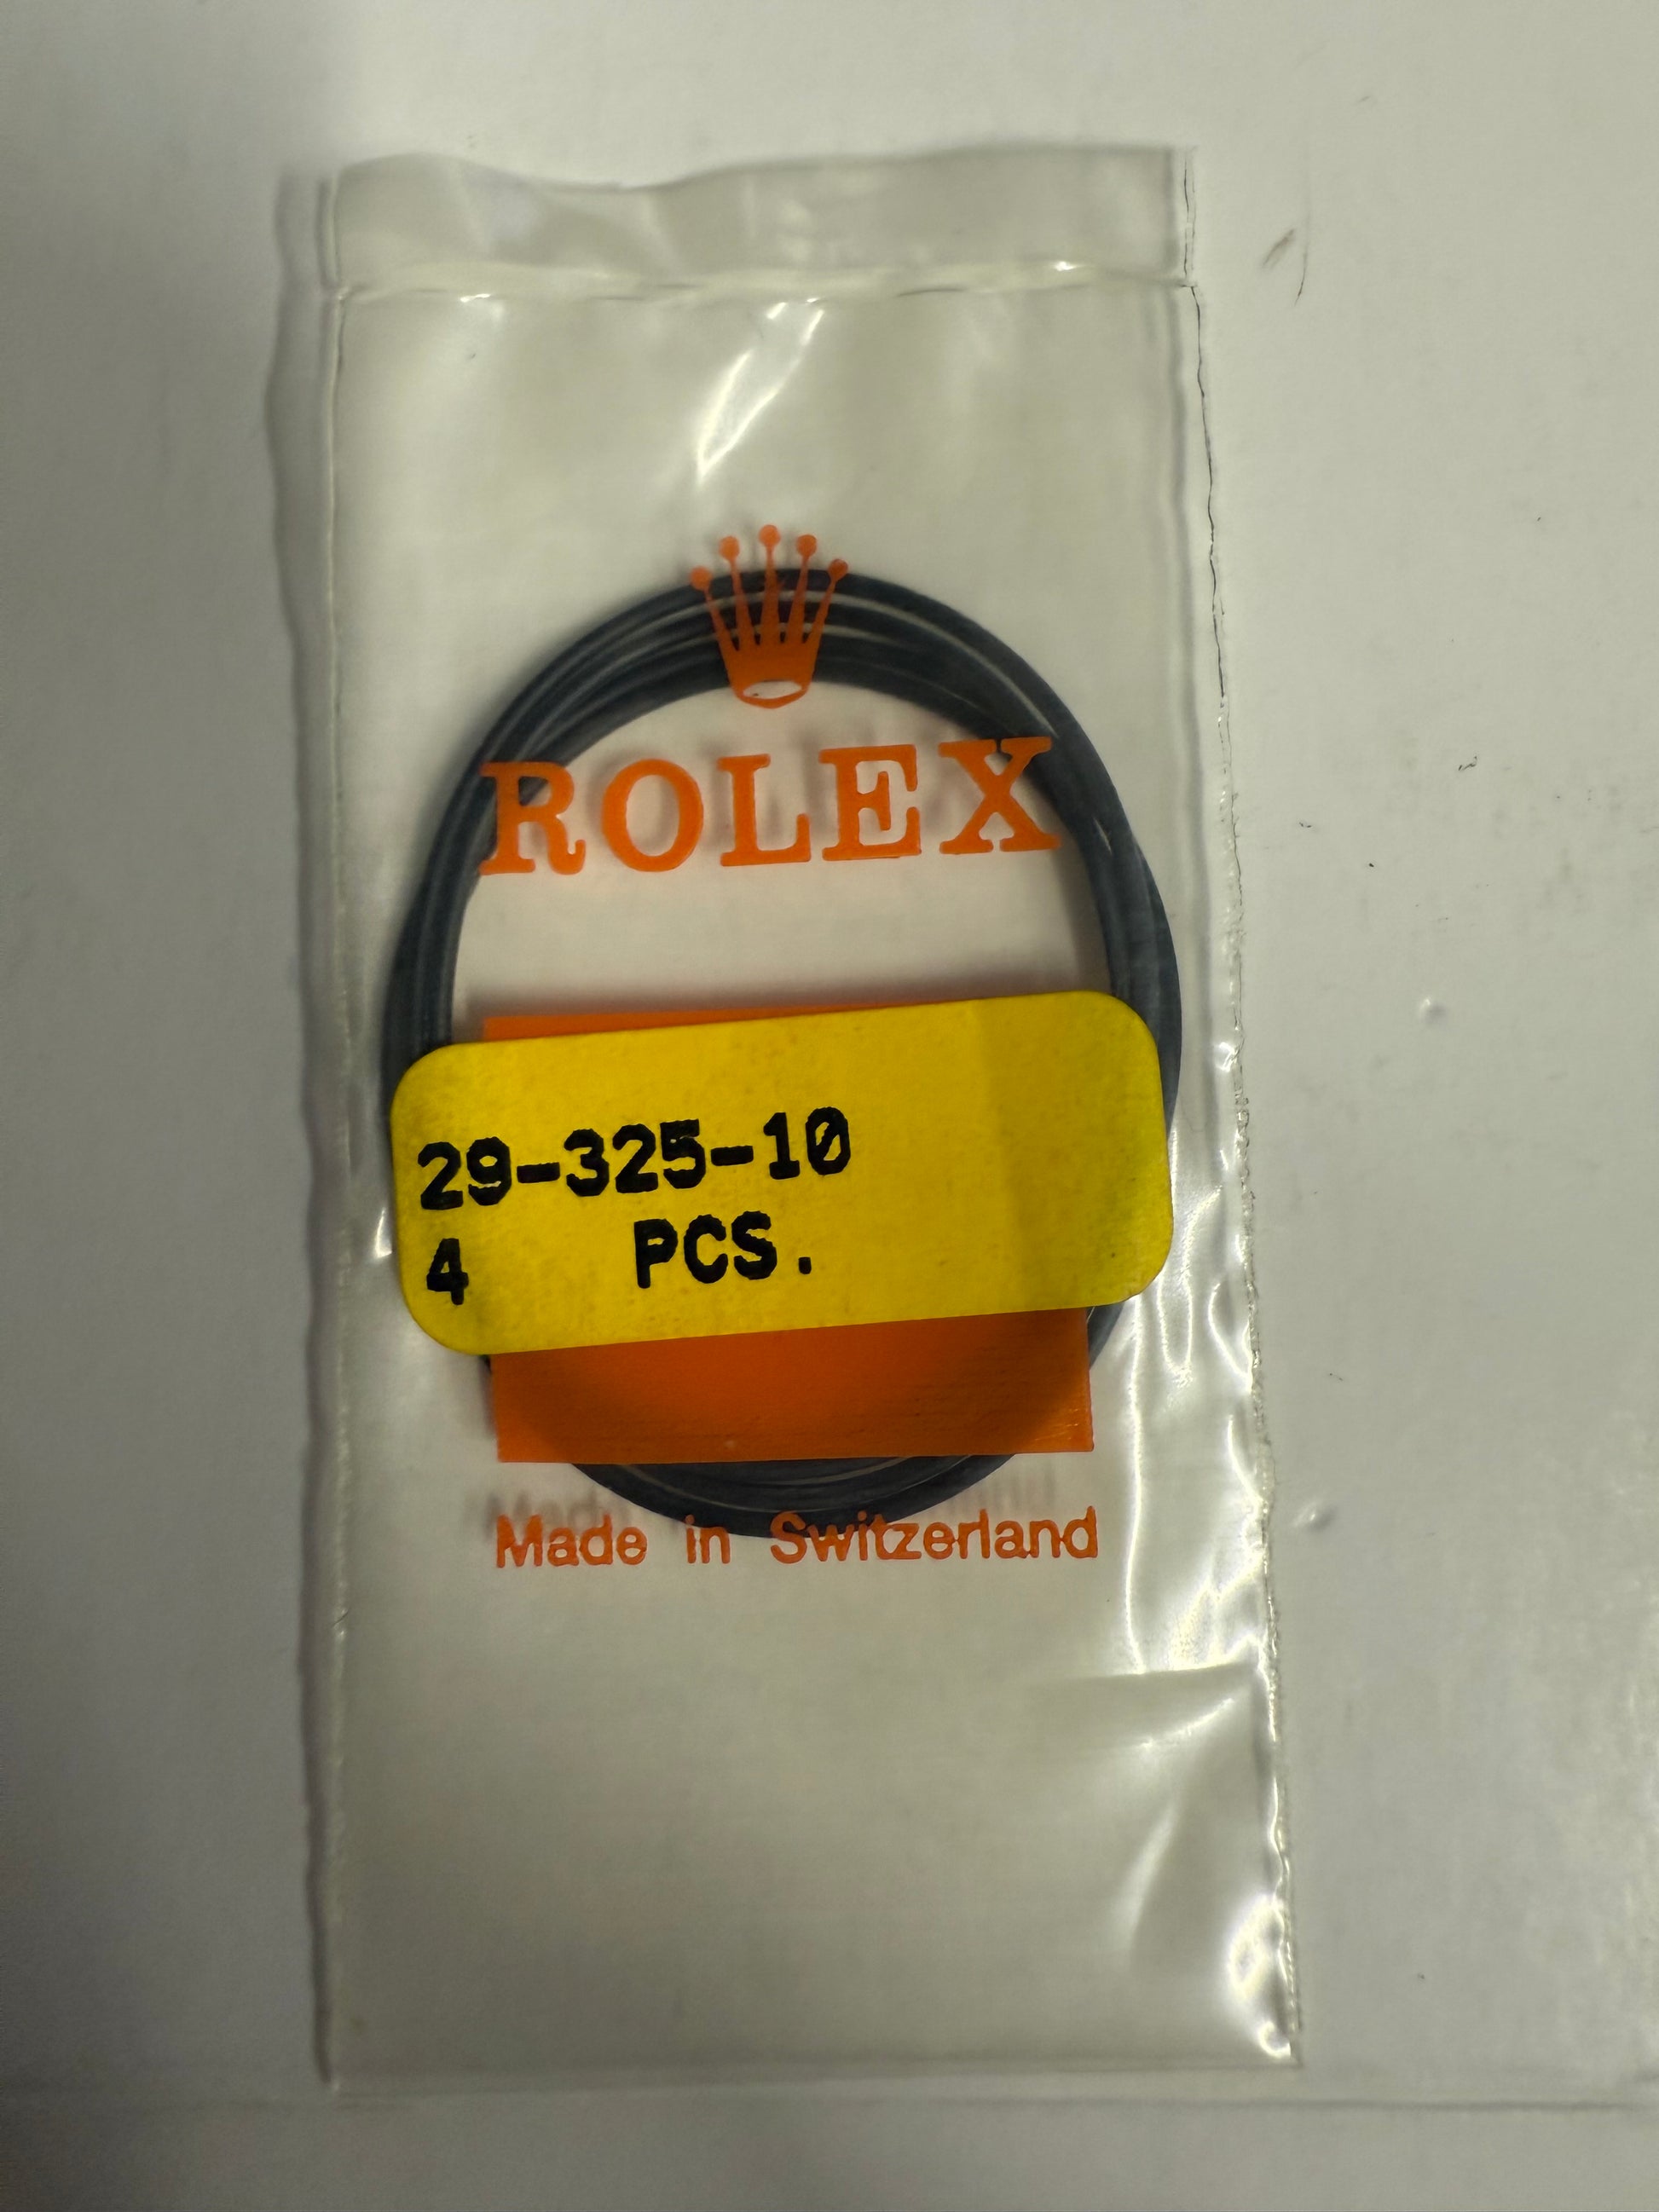 ROLEX
29-325-10
4 PCS.
Made in Switzerland